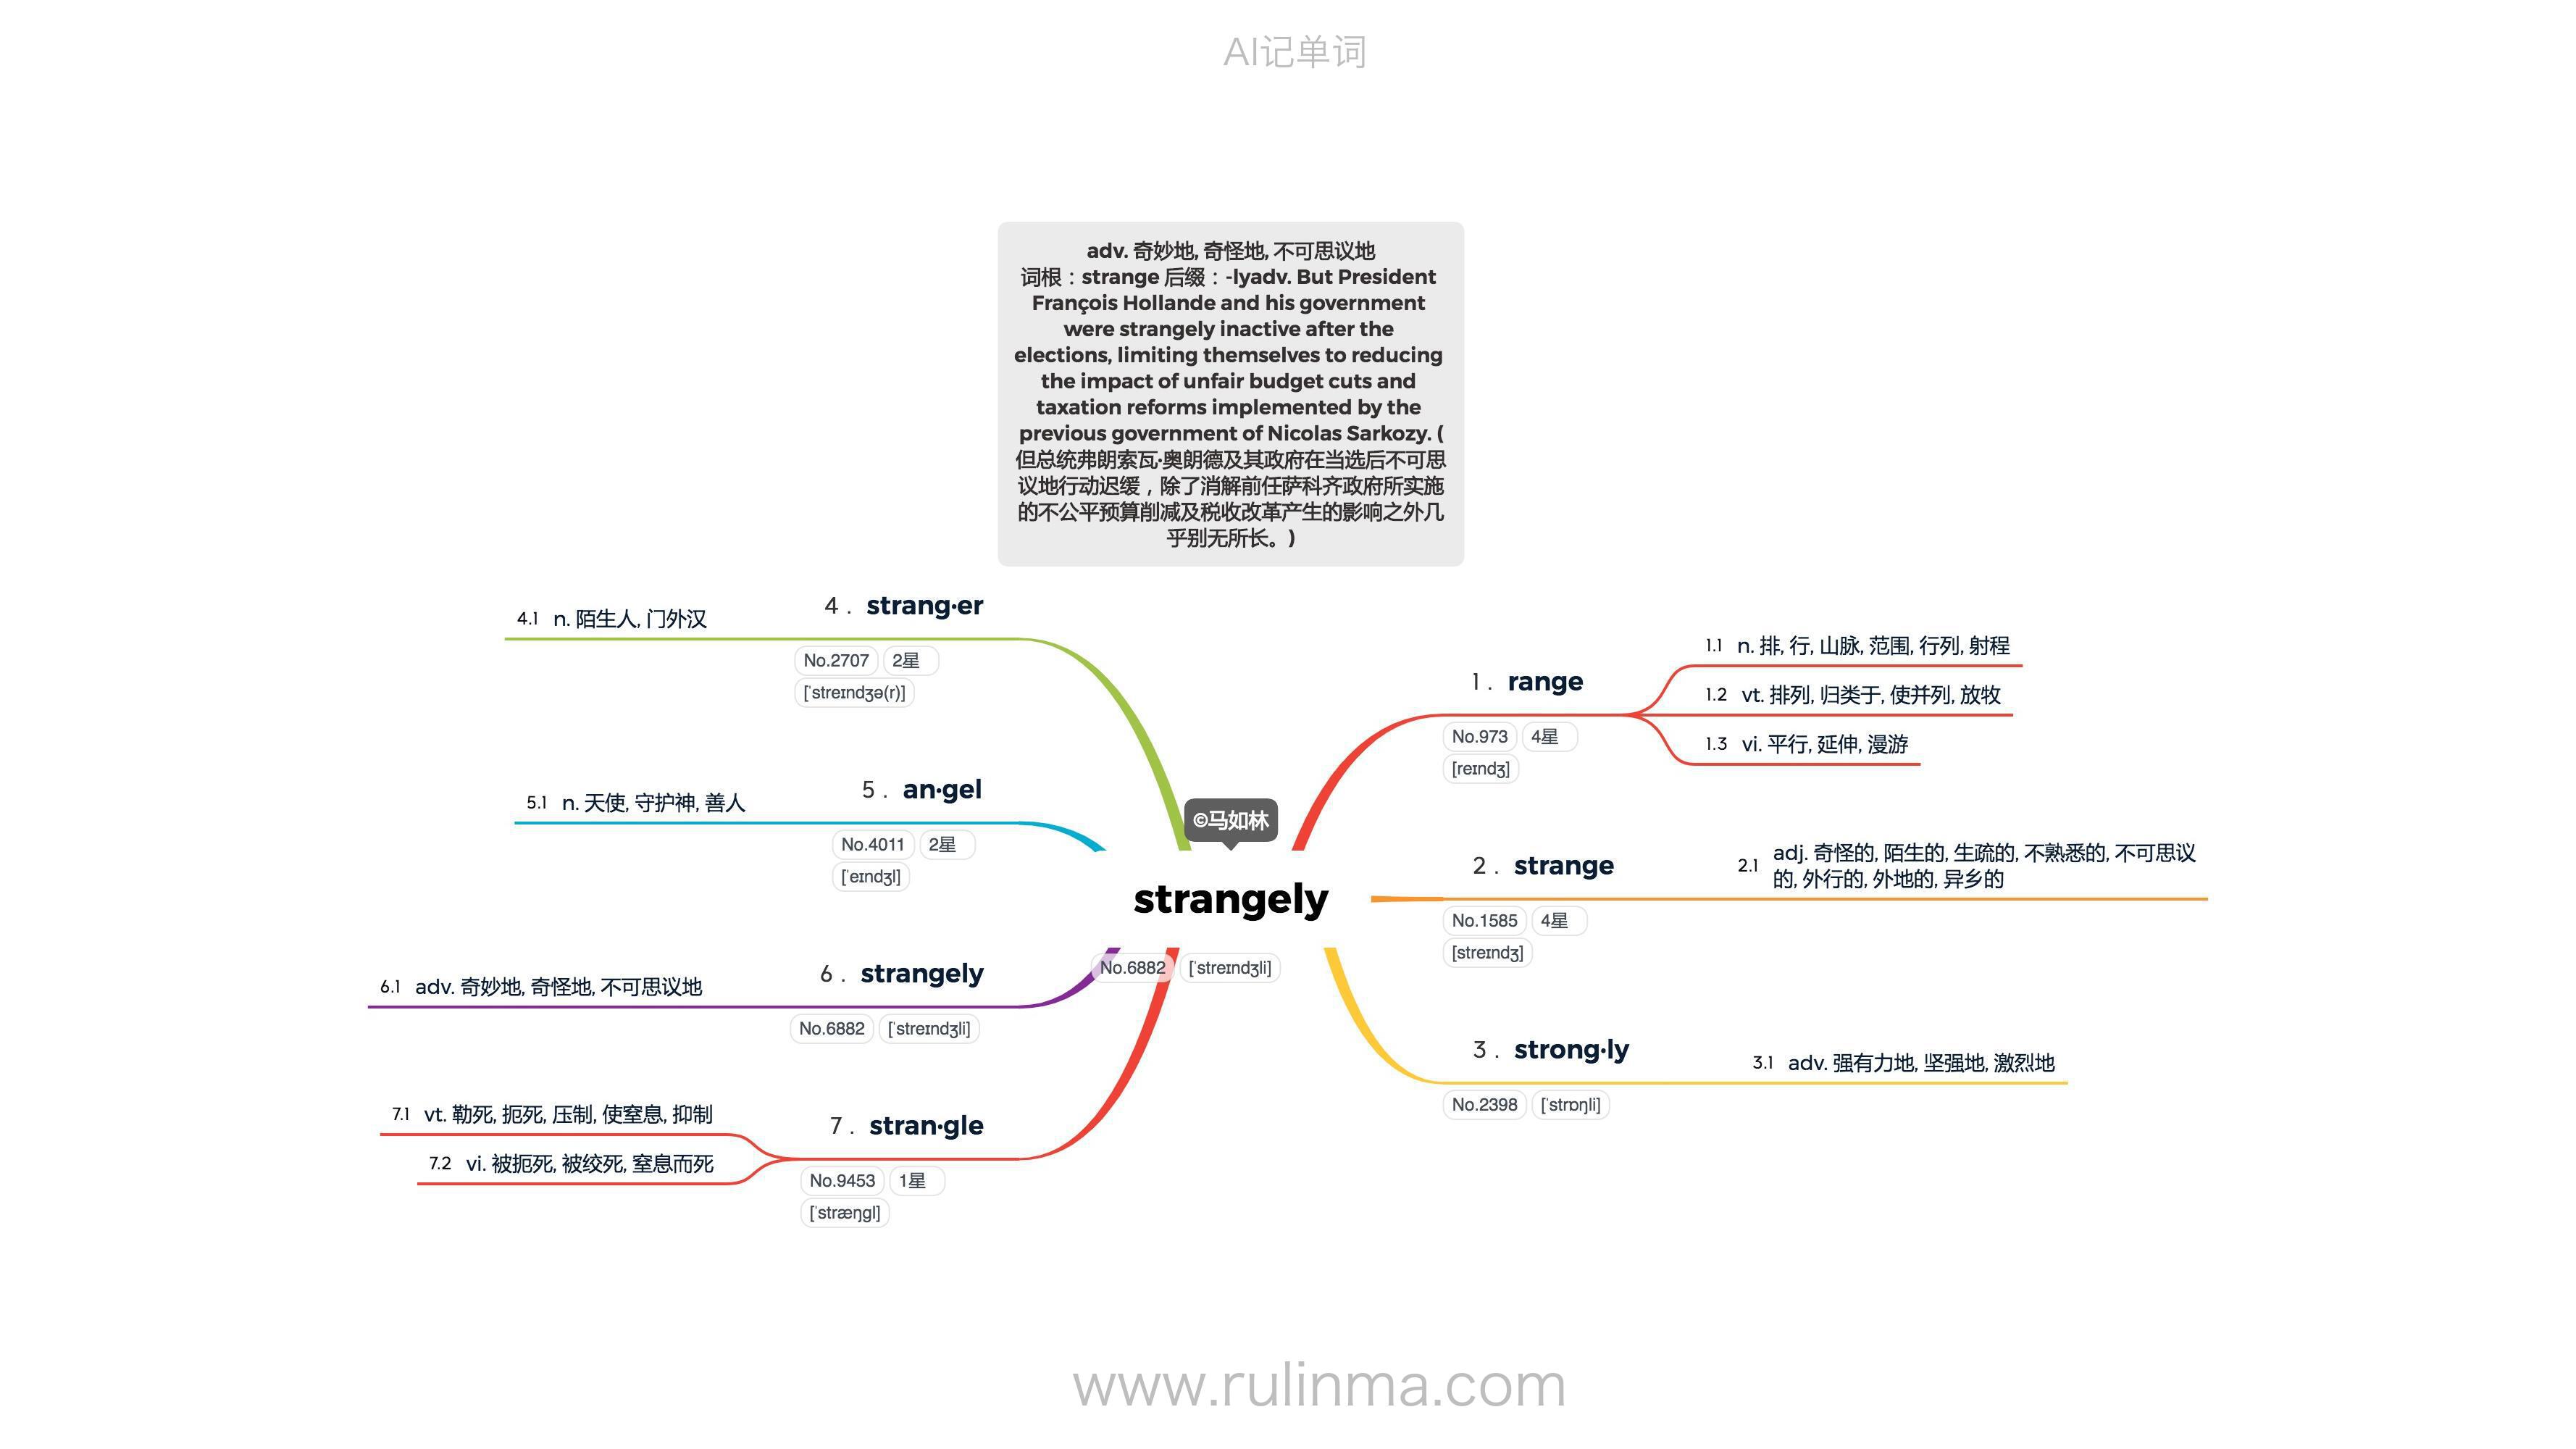 AI记单词
adv. 奇妙地, 奇怪地, 不可思议地
词根：strange 后缀：-lyadv. But President
François Hollande and his government
were strangely inactive after the
elections, limiting themselves to reducing
the impact of unfair budget cuts and
taxation reforms implemented by the
previous government of Nicolas Sarkozy. (
但总统弗朗索瓦·奥朗德及其政府在当选后不可思
议地行动迟缓，除了消解前任萨科齐政府所实施
的不公平预算削减及税收改革产生的影响之外几
乎别无所长。)
©马如林
strangely
No.6882 [ˈstreɪndʒli]
1. range
No.973 4星
[reɪndʒ]
1.1 n. 排, 行, 山脉, 范围, 行列, 射程
1.2 vt. 排列, 归类于, 使并列, 放牧
1.3 vi. 平行, 延伸, 漫游
2. strange
No.1585 4星
[streɪndʒ]
2.1 adj. 奇怪的, 陌生的, 生疏的, 不熟悉的, 不可思议
的, 外行的, 外地的, 异乡的
3. strong·ly
No.2398 [ˈstrɒŋli]
3.1 adv. 强有力地, 坚强地, 激烈地
4. strang·er
No.2707 2星
[ˈstreɪndʒə(r)]
4.1 n. 陌生人, 门外汉
5. an·gel
No.4011 2星
[ˈeɪndʒl]
5.1 n. 天使, 守护神, 善人
6. strangely
No.6882 [ˈstreɪndʒli]
6.1 adv. 奇妙地, 奇怪地, 不可思议地
7. stran·gle
No.9453 1星
[ˈstræŋgl]
7.1 vt. 勒死, 扼死, 压制, 使窒息, 抑制
7.2 vi. 被扼死, 被绞死, 窒息而死
www.rulinma.com